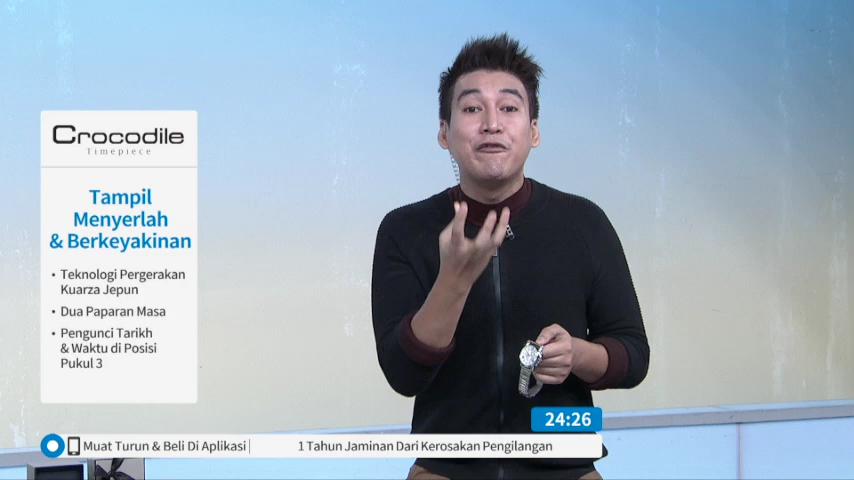 Crocodile
Timepiece
Tampil
Menyerlah
& Berkeyakinan
• Teknologi Pergerakan
Kuarza Jepun
• Dua Paparan Masa
• Pengunci Tarikh
& Waktu di Posisi
Pukul 3
24:26
Muat Turun & Beli Di Aplikasi
1 Tahun Jaminan Dari Kerosakan Pengilangan